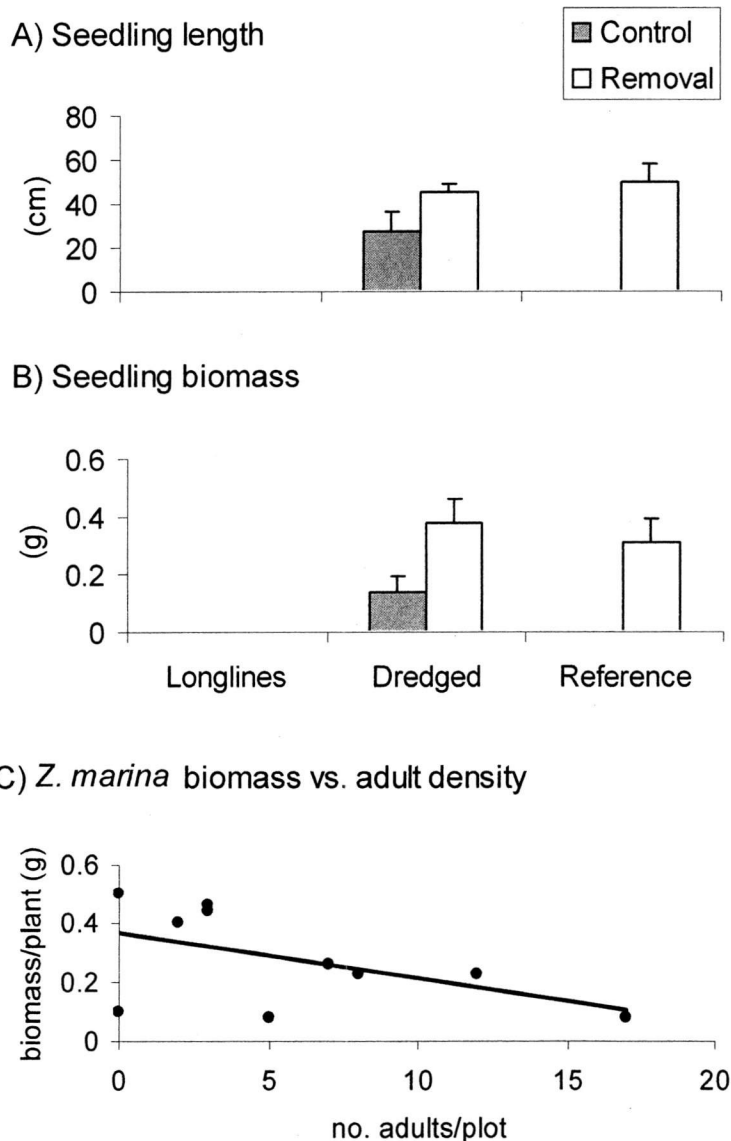 A) Seedling length
Control
Removal
80
60
40
20
0
(cm)
B) Seedling biomass
0.6
0.4
0.2
0
(g)
Longlines Dredged Reference
C) Z. marina biomass vs. adult density
0.6
0.4
0.2
0
biomass/plant (g)
0 5 10 15 20
no. adults/plot